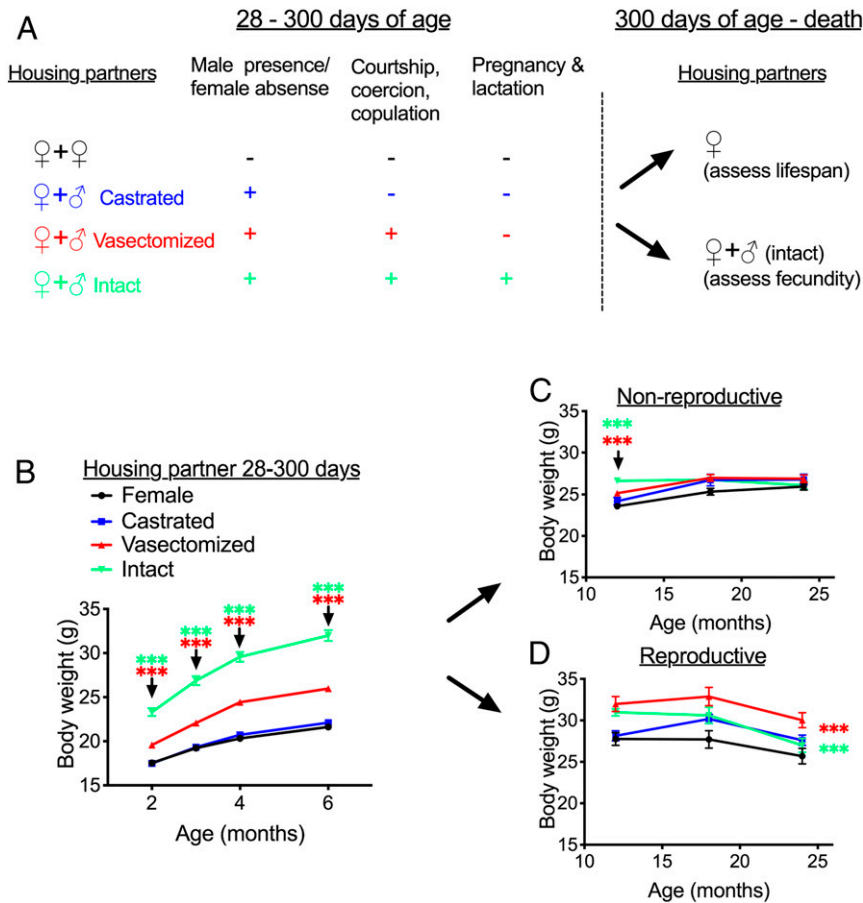 A
28 - 300 days of age
300 days of age - death
Housing partners
Male presence/
female absense
Courtship,
coercion,
copulation
Pregnancy &
lactation
Housing partners
♀+♀
-
-
-
♀+♂ Castrated
+
-
-
♀+♂ Vasectomized
+
+
-
♀+♂ Intact
+
+
+
♀
(assess lifespan)
♀+♂ (intact)
(assess fecundity)
B
Housing partner 28-300 days
Female
Castrated
Vasectomized
Intact
***
***
***
***
***
***
***
***
Body weight (g)
35
31
25
20
15
2
4
6
Age (months)
C
Non-reproductive
***
***
Body weight (g)
35
31
25
20
15
10
15
20
25
Age (months)
D
Reproductive
***
***
Body weight (g)
35
31
25
20
15
10
15
20
25
Age (months)